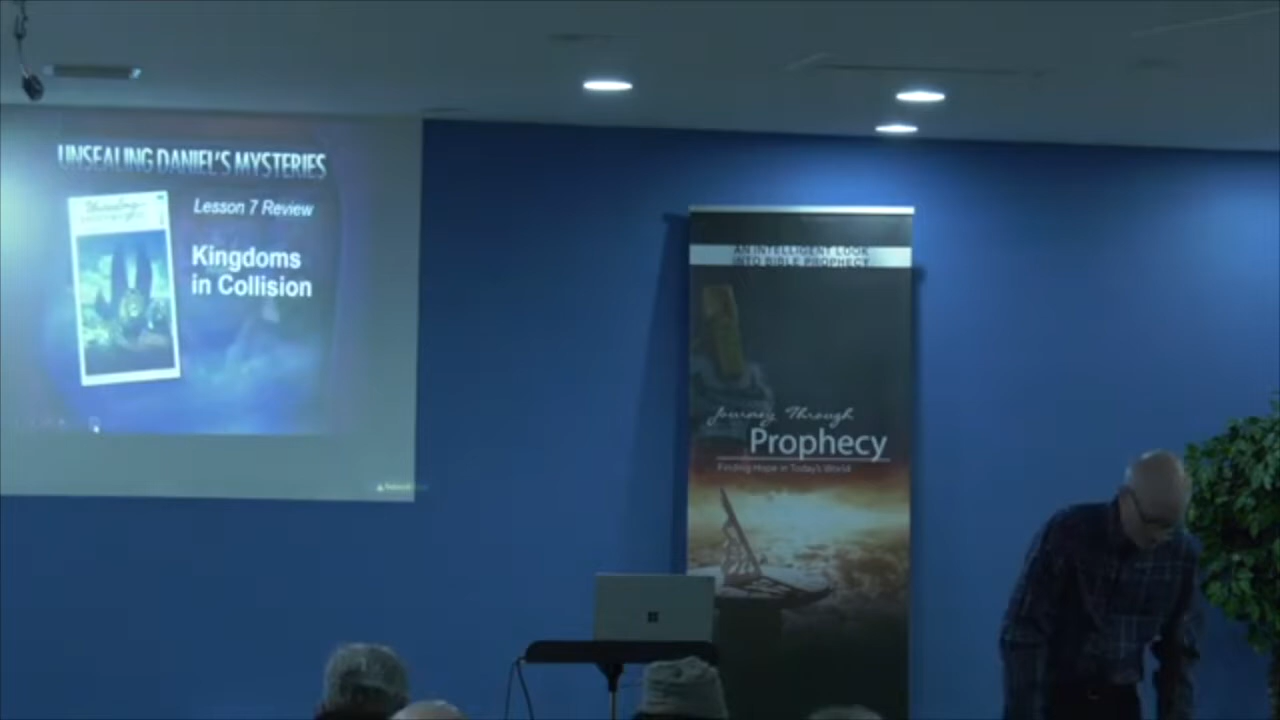 UNSEALING DANIEL'S MYSTERIES
Lesson 7 Review
Kingdoms
in Collision
AN INTELLIGENT LOOK
INTO BIBLE PROPHECY
Journey Through
Prophecy
Finding Hope in Today's World